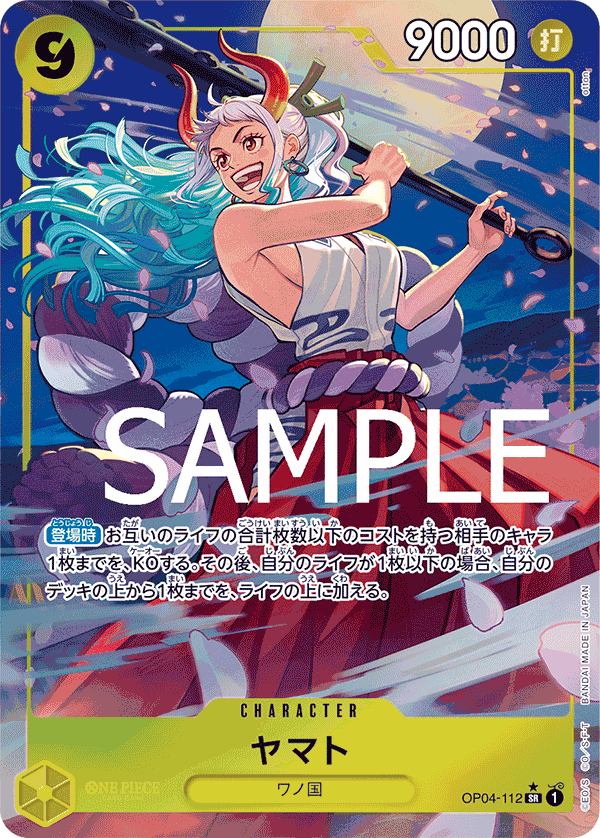 9
9000
打
otton
SAMPLE
登場時 お互いのライフの合計枚数以下のコストを持つ相手のキャラ
1枚までを、KOする。その後、自分のライフが1枚以下の場合、自分の
デッキの上から1枚までを、ライフの上に加える。
CHARACTER
ヤマト
ワノ国
ONE PIECE
CARD GAME
OP04-112 SR 1
©E.O/S ©O/S・F・T BANDAI MADE IN JAPAN